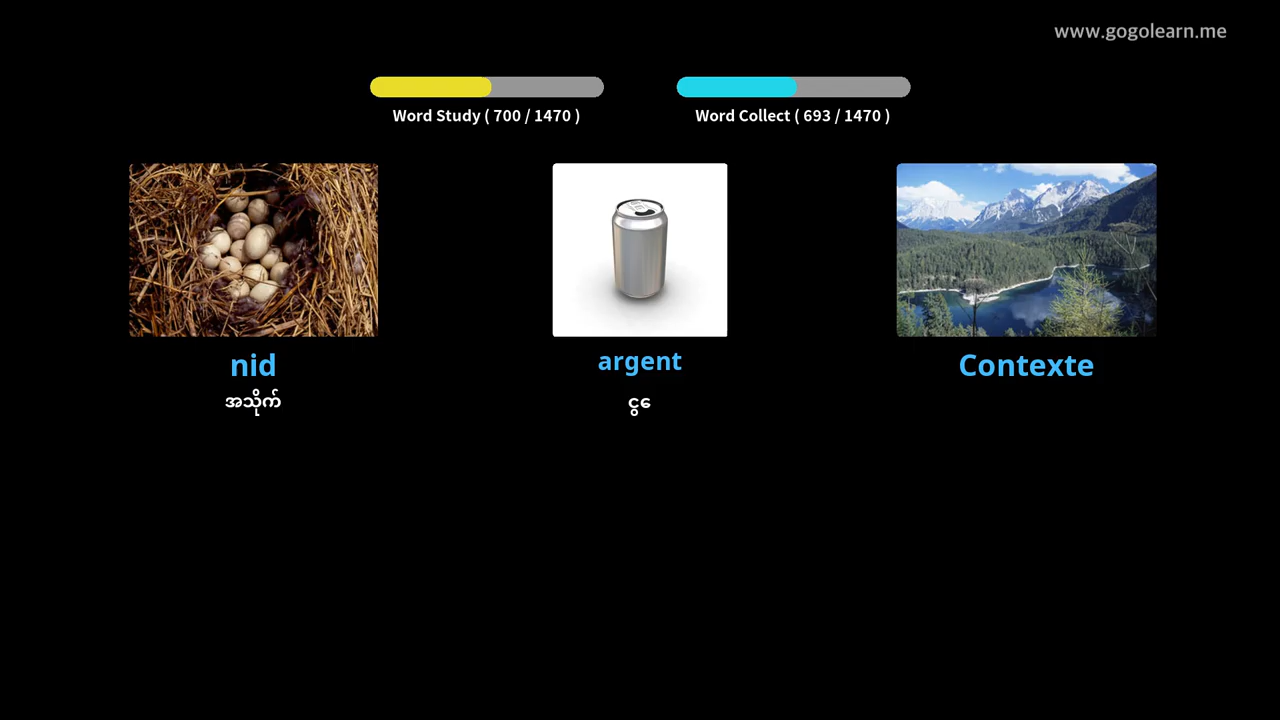 www.gogolearn.me
Word Study ( 700 / 1470 )
Word Collect ( 693 / 1470 )
nid
argent
Contexte
အသိုက်
ငွေ